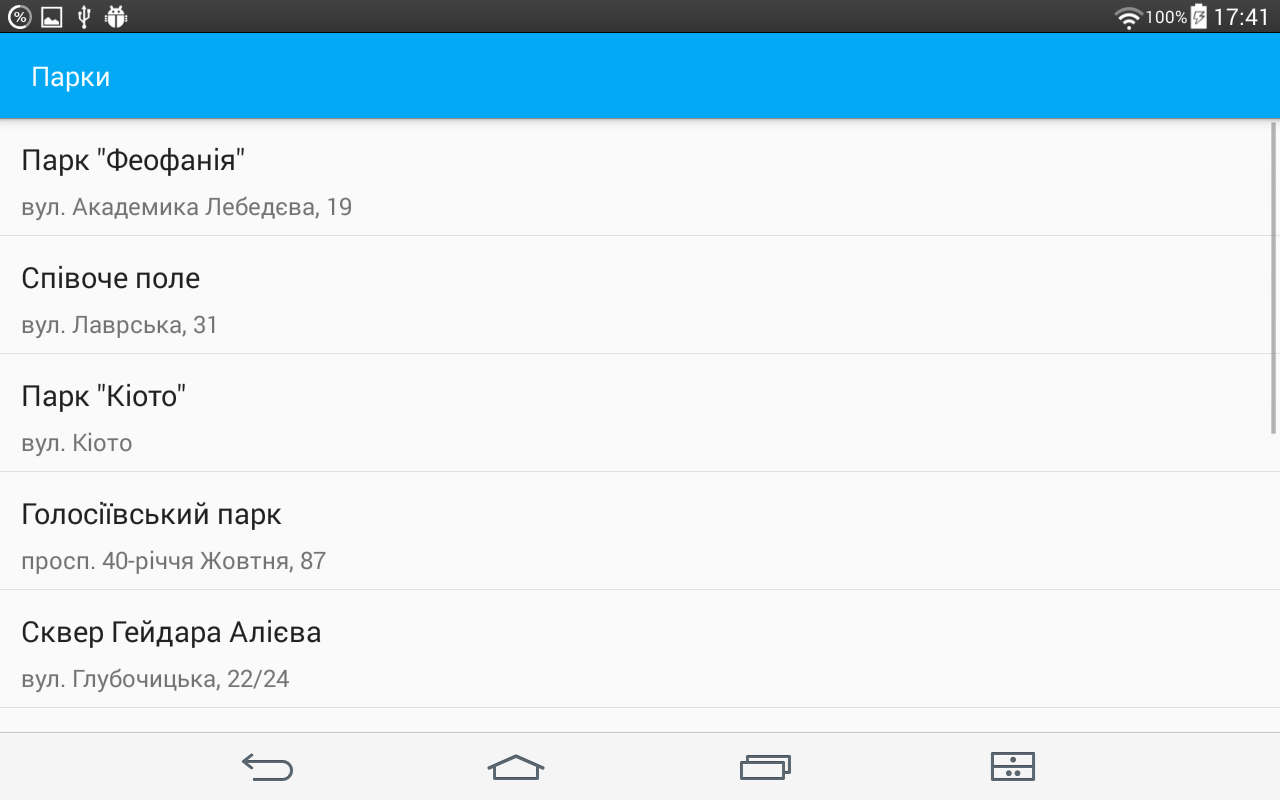 100% 17:41
Парки
Парк "Феофанія"
вул. Академика Лебедєва, 19
Співоче поле
вул. Лаврська, 31
Парк "Кіото"
вул. Кіото
Голосіївський парк
просп. 40-річчя Жовтня, 87
Сквер Гейдара Алієва
вул. Глубочицька, 22/24